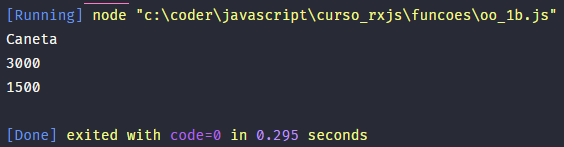 [Running] node "c:\coder\javascript\curso_rxjs\funcoes\oo_1b.js"
Caneta
3000
1500
[Done] exited with code=0 in 0.295 seconds